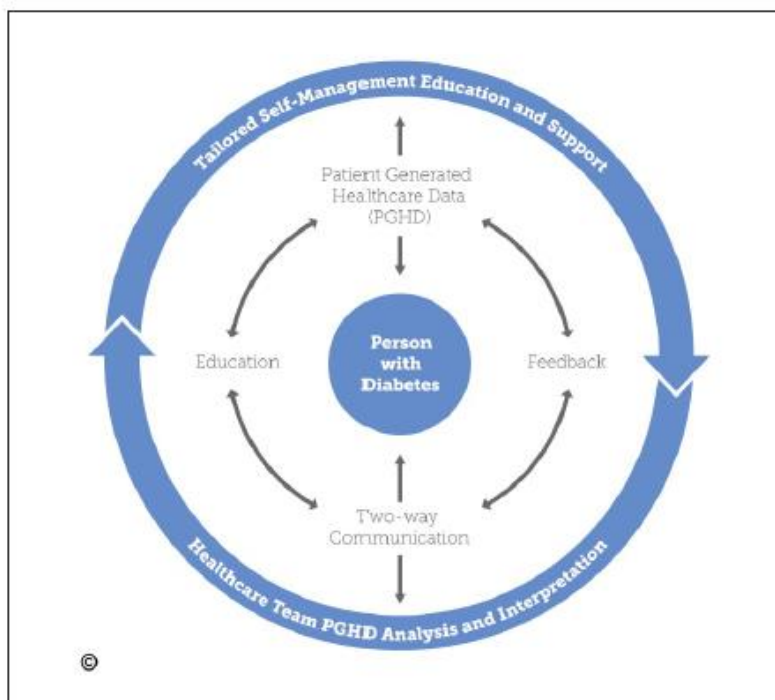 Tailored Self-Management Education and Support
Patient Generated
Healthcare Data
(PGHD)
Education
Person
with
Diabetes
Feedback
Two-way
Communication
Healthcare Team PGHD Analysis and Interpretation
©